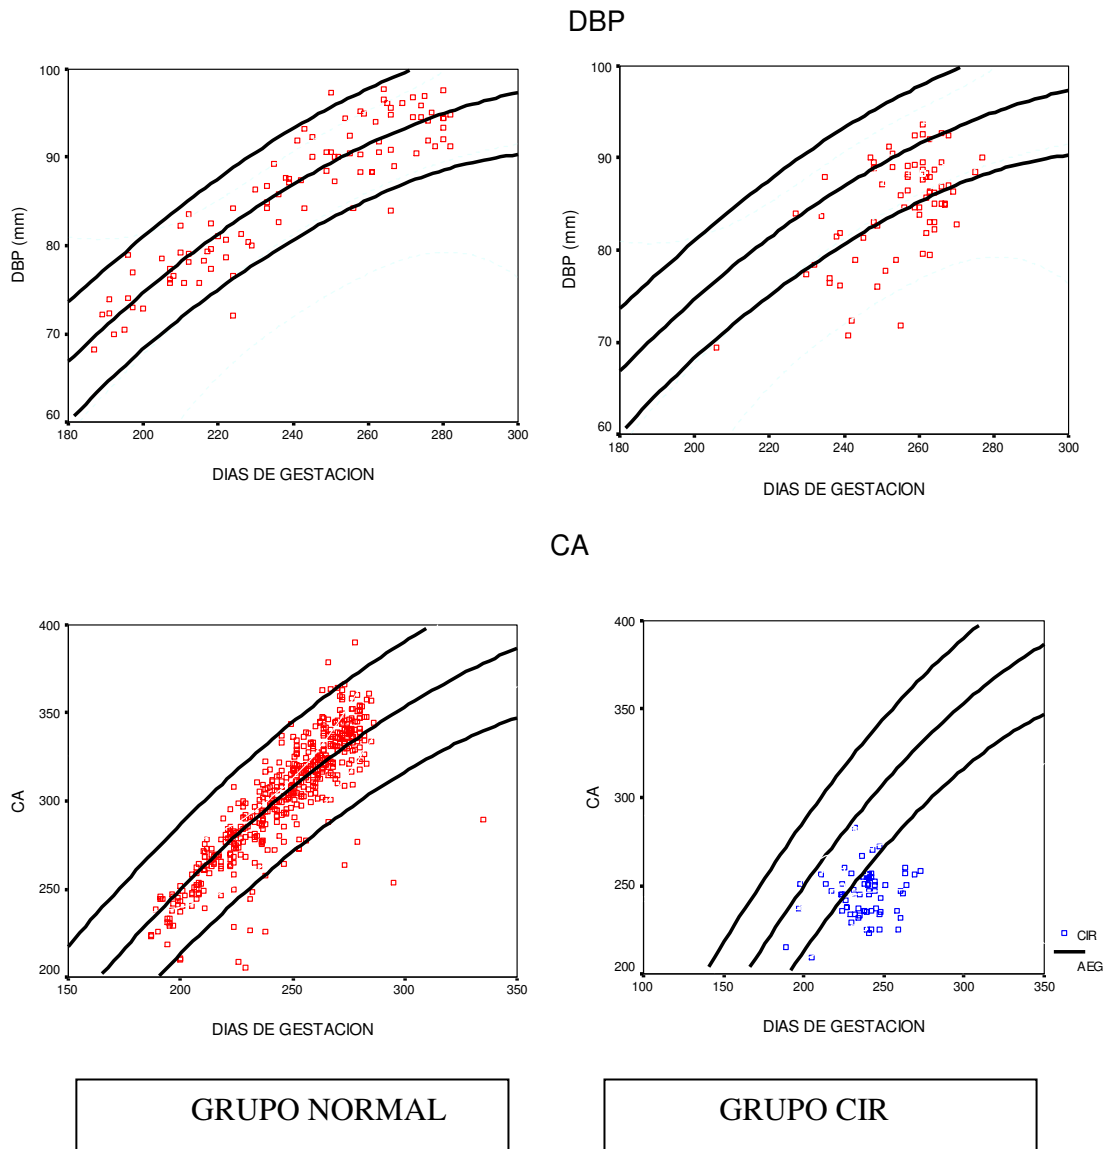 DBP
100
90
80
70
60
DBP (mm)
180 200 220 240 260 280 300
DIAS DE GESTACION
100
90
80
70
60
DBP (mm)
180 200 220 240 260 280 300
DIAS DE GESTACION
CA
400
350
300
250
200
CA
150 200 250 300 350
DIAS DE GESTACION
400
350
300
250
200
CA
100 150 200 250 300 350
DIAS DE GESTACION
CIR
AEG
GRUPO NORMAL
GRUPO CIR